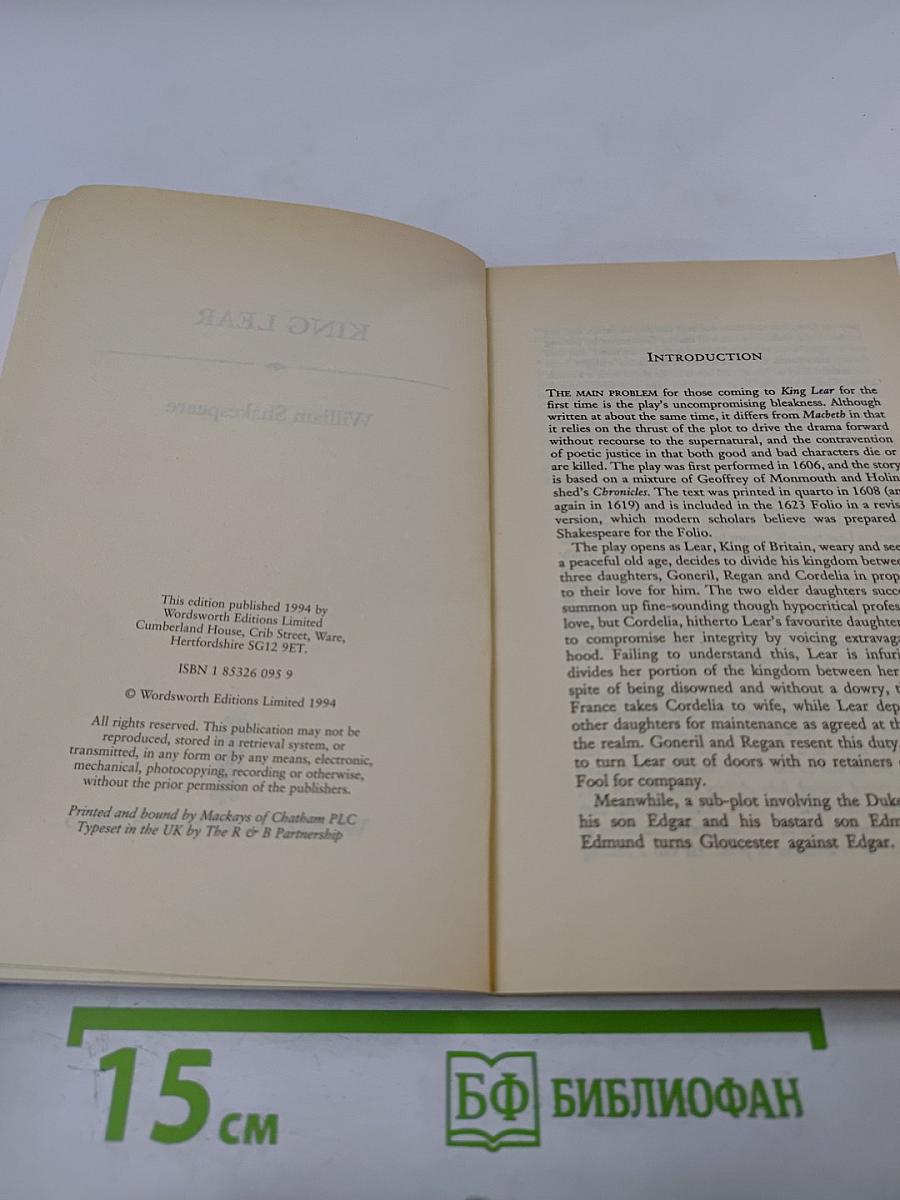 KING LEAR
William Shakespeare
This edition published 1994 by
Wordsworth Editions Limited
Cumberland House, Crib Street, Ware,
Hertfordshire SG12 9ET.
ISBN 1 85326 095 9
© Wordsworth Editions Limited 1994
All rights reserved. This publication may not be
reproduced, stored in a retrieval system, or
transmitted, in any form or by any means, electronic,
mechanical, photocopying, recording or otherwise,
without the prior permission of the publishers.
Printed and bound by Mackays of Chatham PLC
Typeset in the UK by The R & B Partnership
INTRODUCTION
THE MAIN PROBLEM for those coming to King Lear for the
first time is the play's uncompromising bleakness. Although
written at about the same time, it differs from Macbeth in that
it relies on the thrust of the plot to drive the drama forward
without recourse to the supernatural, and the contravention
of poetic justice in that both good and bad characters die or
are killed. The play was first performed in 1606, and the story
is based on a mixture of Geoffrey of Monmouth and Holin
shed's Chronicles. The text was printed in quarto in 1608 (an
again in 1619) and is included in the 1623 Folio in a revis
version, which modern scholars believe was prepared
Shakespeare for the Folio.
The play opens as Lear, King of Britain, weary and see
a peaceful old age, decides to divide his kingdom betwe
three daughters, Goneril, Regan and Cordelia in prop
to their love for him. The two elder daughters succ
summon up fine-sounding though hypocritical profes
love, but Cordelia, hitherto Lear's favourite daughter
to compromise her integrity by voicing extravag
hood. Failing to understand this, Lear is infuri
divides her portion of the kingdom between her
spite of being disowned and without a dowry, t
France takes Cordelia to wife, while Lear dep
other daughters for maintenance as agreed at th
the realm. Goneril and Regan resent this duty
to turn Lear out of doors with no retainers
Fool for company.
Meanwhile, a sub-plot involving the Duke
his son Edgar and his bastard son Edm
Edmund turns Gloucester against Edgar.
15 см
БФ БИБЛИОФАН